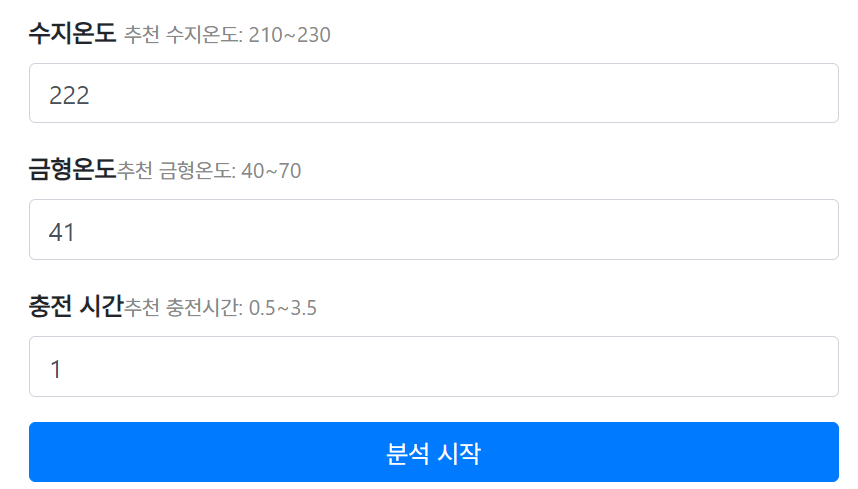 수지온도 추천 수지온도: 210~230
222
금형온도추천 금형온도: 40~70
41
충전 시간추천 충전시간: 0.5~3.5
1
분석 시작